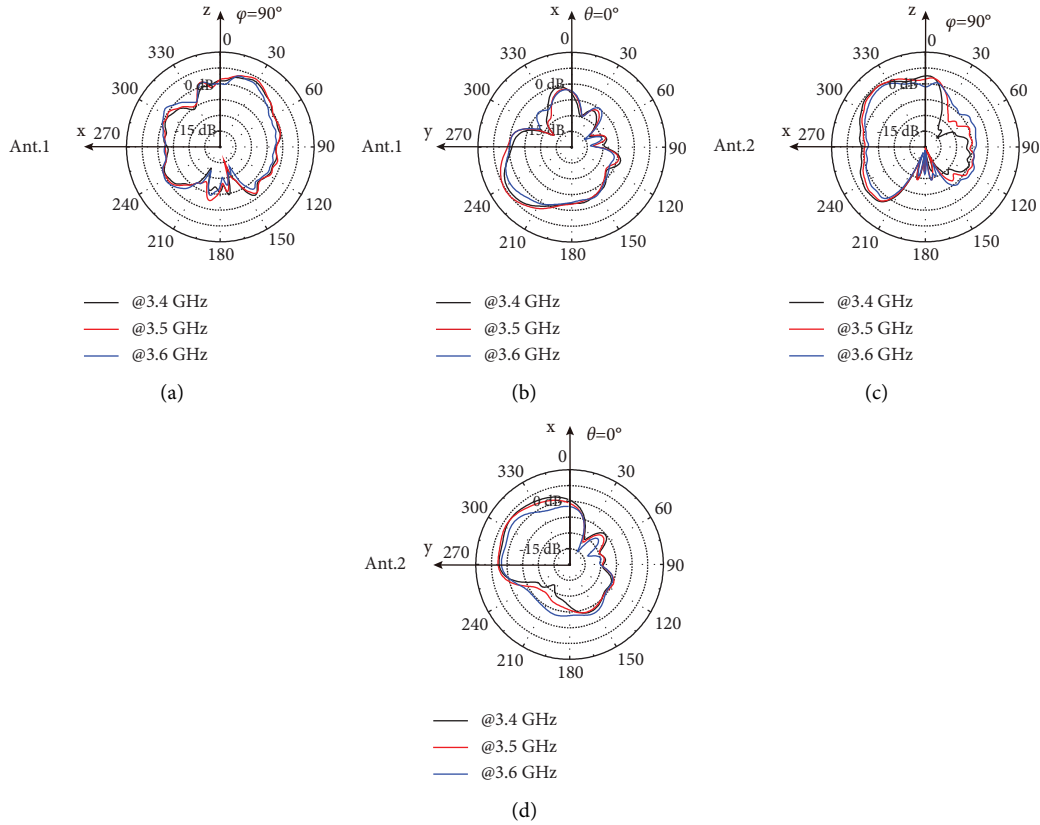 z φ=90°
0
330 30
300 60
0 dB
-15 dB
x 270 90
Ant.1
240 120
210 150
180
@3.4 GHz
@3.5 GHz
@3.6 GHz
(a)
x θ=0°
0
330 30
300 60
0 dB
-15 dB
y 270 90
Ant.1
240 120
210 150
180
@3.4 GHz
@3.5 GHz
@3.6 GHz
(b)
z φ=90°
0
330 30
300 60
0 dB
-15 dB
x 270 90
Ant.2
240 120
210 150
180
@3.4 GHz
@3.5 GHz
@3.6 GHz
(c)
x θ=0°
0
330 30
300 60
0 dB
-15 dB
y 270 90
Ant.2
240 120
210 150
180
@3.4 GHz
@3.5 GHz
@3.6 GHz
(d)